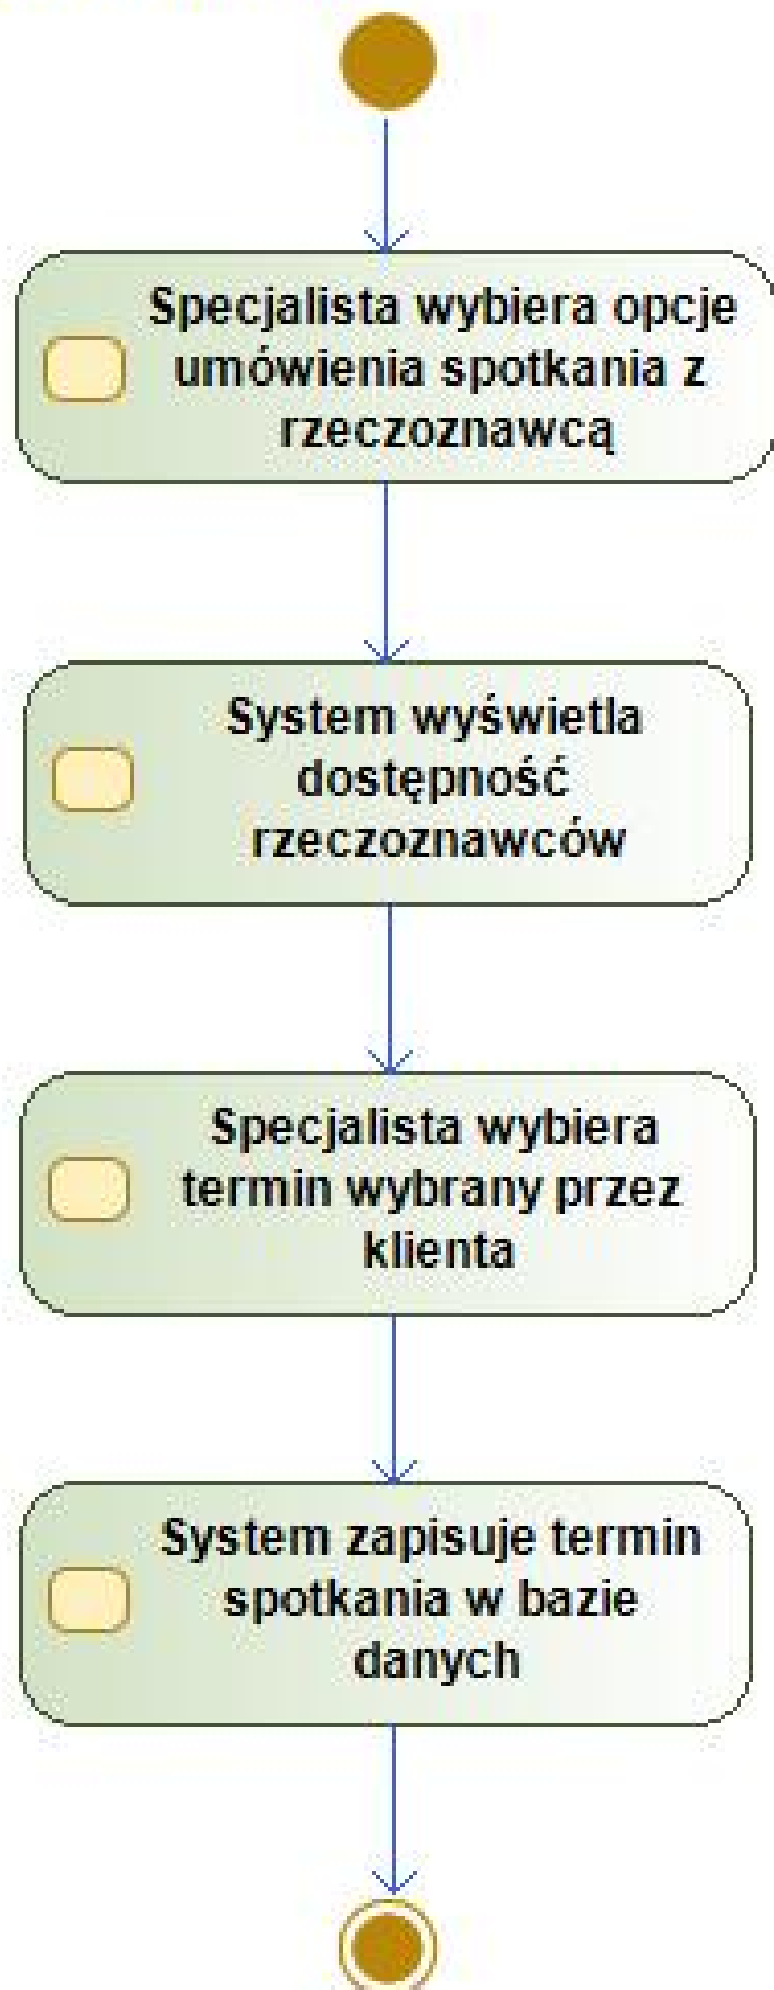 Specjalista wybiera opcje
umówienia spotkania z
rzeczoznawcą
System wyświetla
dostępność
rzeczoznawców
Specjalista wybiera
termin wybrany przez
klienta
System zapisuje termin
spotkania w bazie
danych